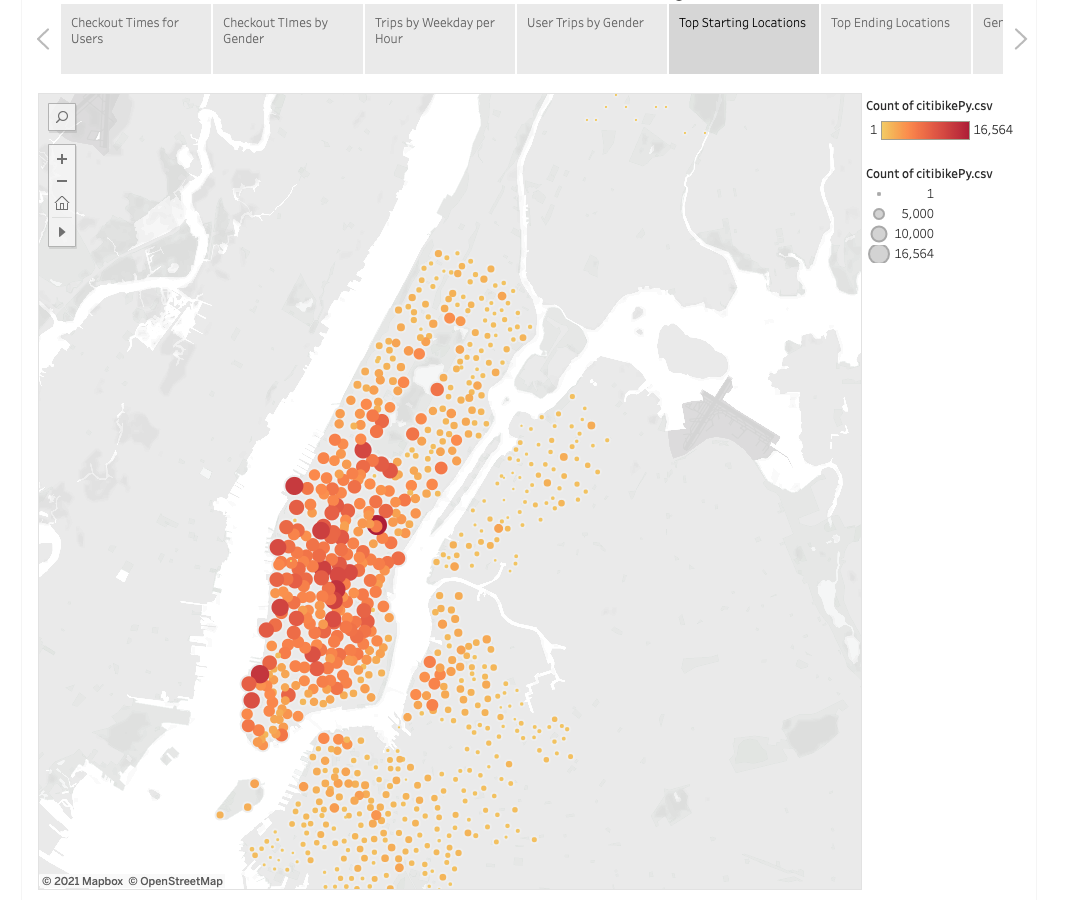 Checkout Times for
Users
Checkout TImes by
Gender
Trips by Weekday per
Hour
User Trips by Gender
Top Starting Locations
Top Ending Locations
Ger
Count of citibikePy.csv
1
16,564
Count of citibikePy.csv
1
5,000
10,000
16,564
© 2021 Mapbox © OpenStreetMap